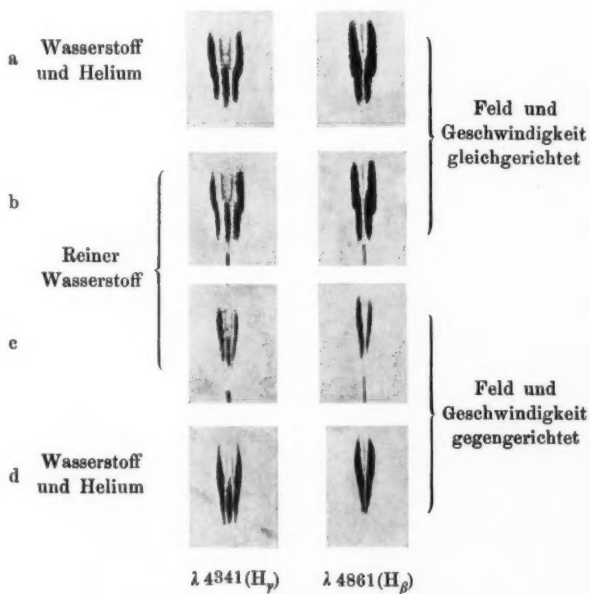 a Wasserstoff
und Helium
Feld und
Geschwindigkeit
gleichgerichtet
b
Reiner
Wasserstoff
c
Feld und
Geschwindigkeit
gegengerichtet
d Wasserstoff
und Helium
λ 4341 (Hγ) λ 4861 (Hβ)